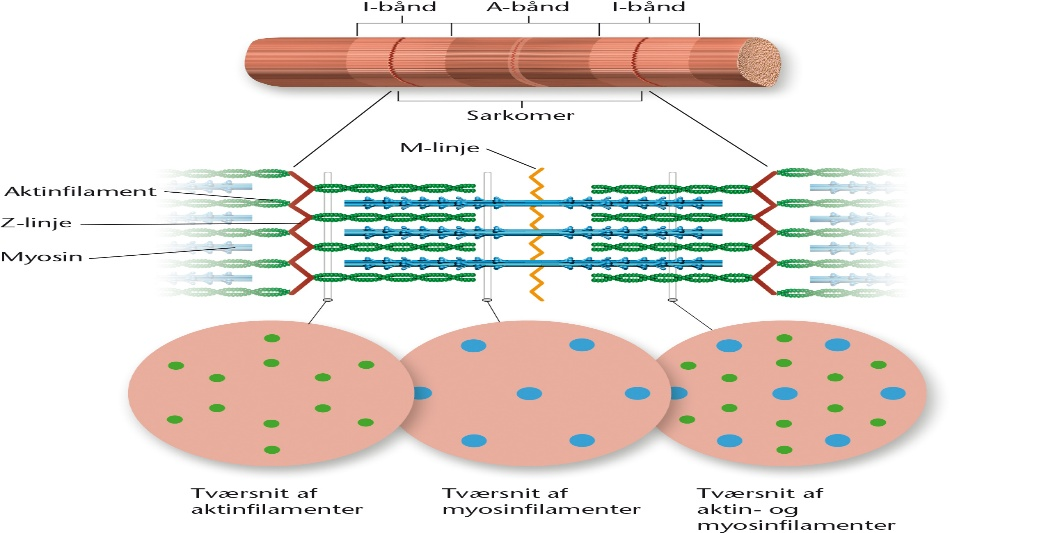 I-bånd A-bånd I-bånd
Sarkomer
M-linje
Aktinfilament
Z-linje
Myosin
Tværsnit af
aktinfilamenter
Tværsnit af
myosinfilamenter
Tværsnit af
aktin- og
myosinfilamenter